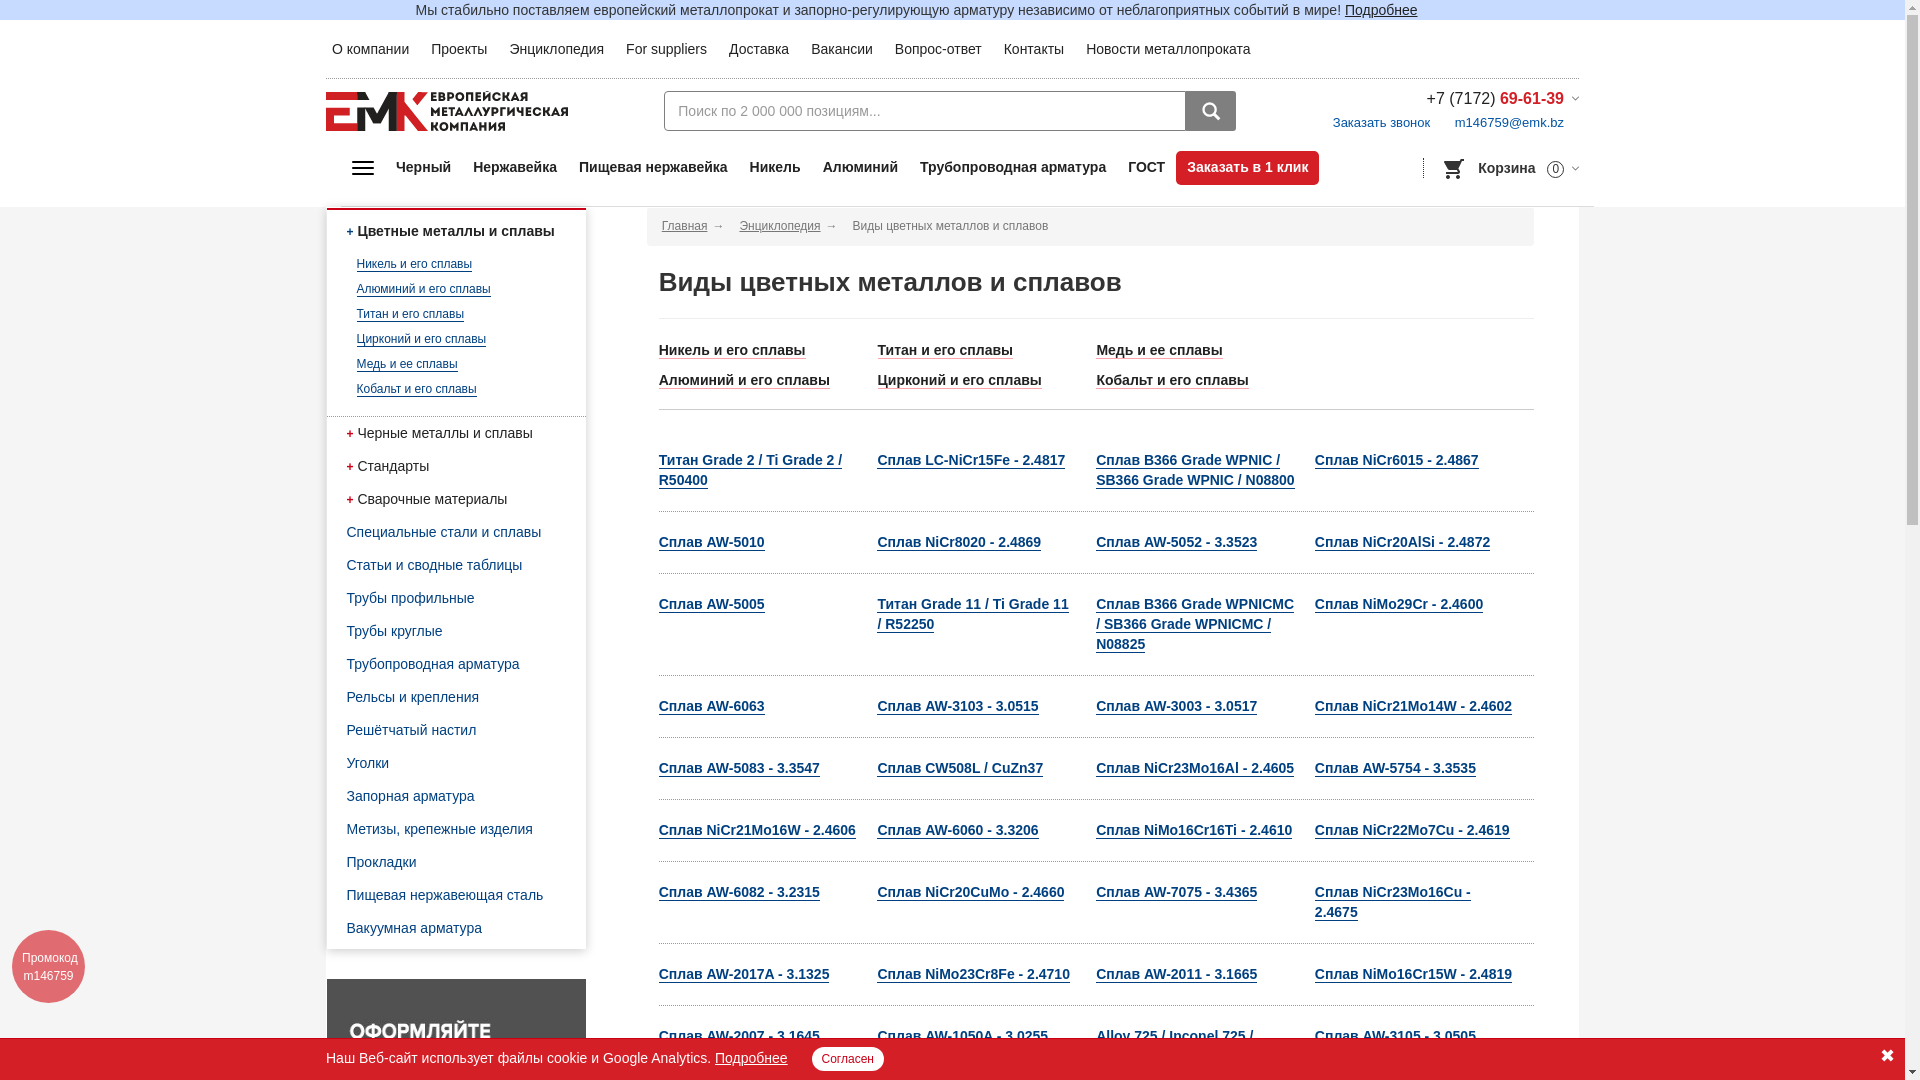 Мы стабильно поставляем европейский металлопрокат и запорно-регулирующую арматуру независимо от неблагоприятных событий в мире! Подробнее
О компании Проекты Энциклопедия For suppliers Доставка Вакансии Вопрос-ответ Контакты Новости металлопроката
ЕМК ЕВРОПЕЙСКАЯ
МЕТАЛЛУРГИЧЕСКАЯ
КОМПАНИЯ
Поиск по 2 000 000 позициям...
+7 (7172) 69-61-39
Заказать звонок m146759@emk.bz
Черный Нержавейка Пищевая нержавейка Никель Алюминий Трубопроводная арматура ГОСТ Заказать в 1 клик
Корзина 0
+ Цветные металлы и сплавы
Никель и его сплавы
Алюминий и его сплавы
Титан и его сплавы
Цирконий и его сплавы
Медь и ее сплавы
Кобальт и его сплавы
+ Черные металлы и сплавы
+ Стандарты
+ Сварочные материалы
Специальные стали и сплавы
Статьи и сводные таблицы
Трубы профильные
Трубы круглые
Трубопроводная арматура
Рельсы и крепления
Решётчатый настил
Уголки
Запорная арматура
Метизы, крепежные изделия
Прокладки
Пищевая нержавеющая сталь
Вакуумная арматура
ОФОРМЛЯЙТЕ
Главная → Энциклопедия → Виды цветных металлов и сплавов
Виды цветных металлов и сплавов
Никель и его сплавы Титан и его сплавы Медь и ее сплавы
Алюминий и его сплавы Цирконий и его сплавы Кобальт и его сплавы
Титан Grade 2 / Ti Grade 2 /
R50400
Сплав LC-NiCr15Fe - 2.4817
Сплав B366 Grade WPNIC /
SB366 Grade WPNIC / N08800
Сплав NiCr6015 - 2.4867
Сплав AW-5010 Сплав NiCr8020 - 2.4869 Сплав AW-5052 - 3.3523 Сплав NiCr20AlSi - 2.4872
Сплав AW-5005
Титан Grade 11 / Ti Grade 11
/ R52250
Сплав B366 Grade WPNICMC
/ SB366 Grade WPNICMC /
N08825
Сплав NiMo29Cr - 2.4600
Сплав AW-6063 Сплав AW-3103 - 3.0515 Сплав AW-3003 - 3.0517 Сплав NiCr21Mo14W - 2.4602
Сплав AW-5083 - 3.3547 Сплав CW508L / CuZn37 Сплав NiCr23Mo16Al - 2.4605 Сплав AW-5754 - 3.3535
Сплав NiCr21Mo16W - 2.4606 Сплав AW-6060 - 3.3206 Сплав NiMo16Cr16Ti - 2.4610 Сплав NiCr22Mo7Cu - 2.4619
Сплав AW-6082 - 3.2315 Сплав NiCr20CuMo - 2.4660 Сплав AW-7075 - 3.4365 Сплав NiCr23Mo16Cu -
2.4675
Сплав AW-2017A - 3.1325 Сплав NiMo23Cr8Fe - 2.4710 Сплав AW-2011 - 3.1665 Сплав NiMo16Cr15W - 2.4819
Сплав AW-2007 - 3.1645 Сплав AW-1050A - 3.0255 Alloy 725 / Inconel 725 / Сплав AW-3105 - 3.0505
Промокод
m146759
Наш Веб-сайт использует файлы cookie и Google Analytics. Подробнее Согласен ✖